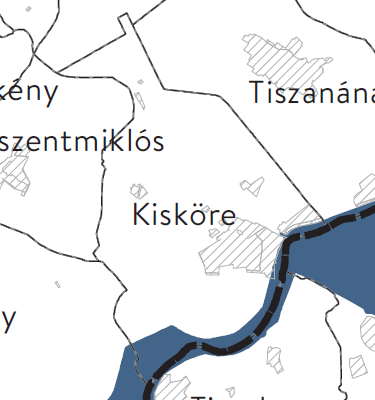 kény
Tiszanána
szentmiklós
Kisköre
y